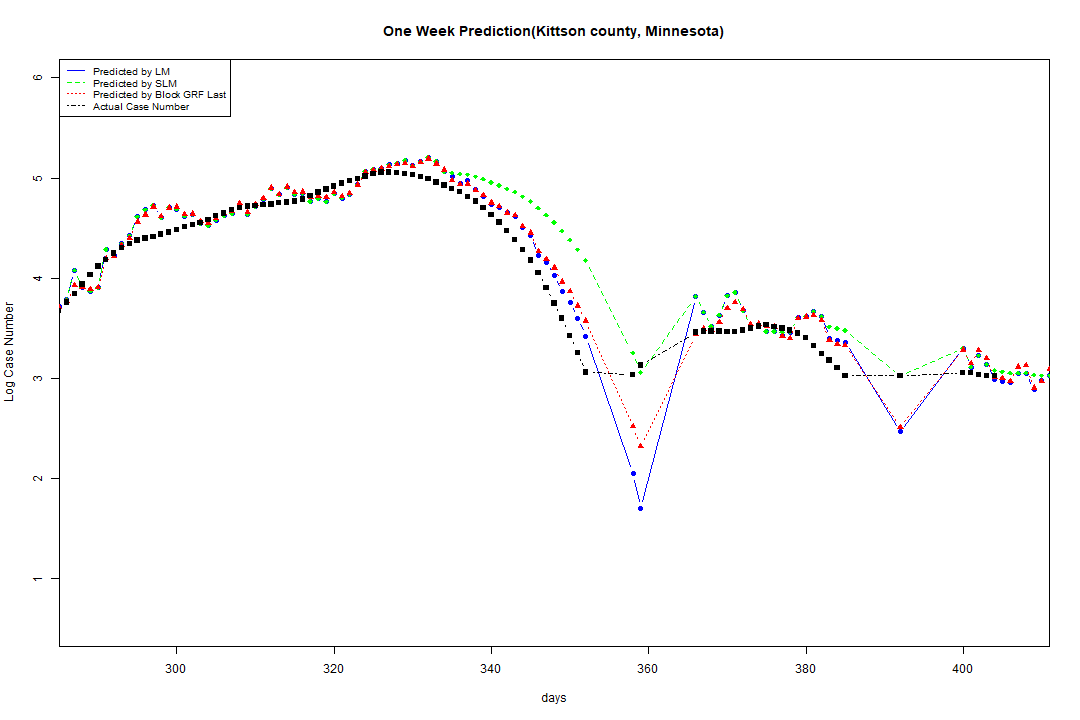 One Week Prediction(Kittson county, Minnesota)
Predicted by LM
Predicted by SLM
Predicted by Block GRF Last
Actual Case Number
6
5
4
3
2
1
Log Case Number
300 320 340 360 380 400
days